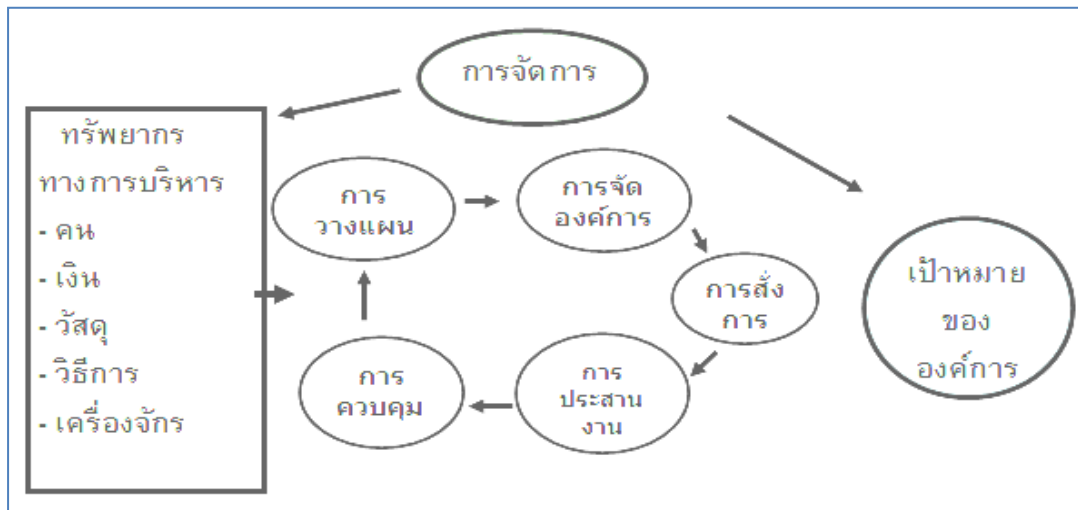 การจัดการ
ทรัพยากร
ทางการบริหาร
- คน
- เงิน
- วัสดุ
- วิธีการ
- เครื่องจักร
การ
วางแผน
การจัด
องค์การ
การสั่ง
การ
การ
ประสาน
งาน
การ
ควบคุม
เป้าหมาย
ของ
องค์การ